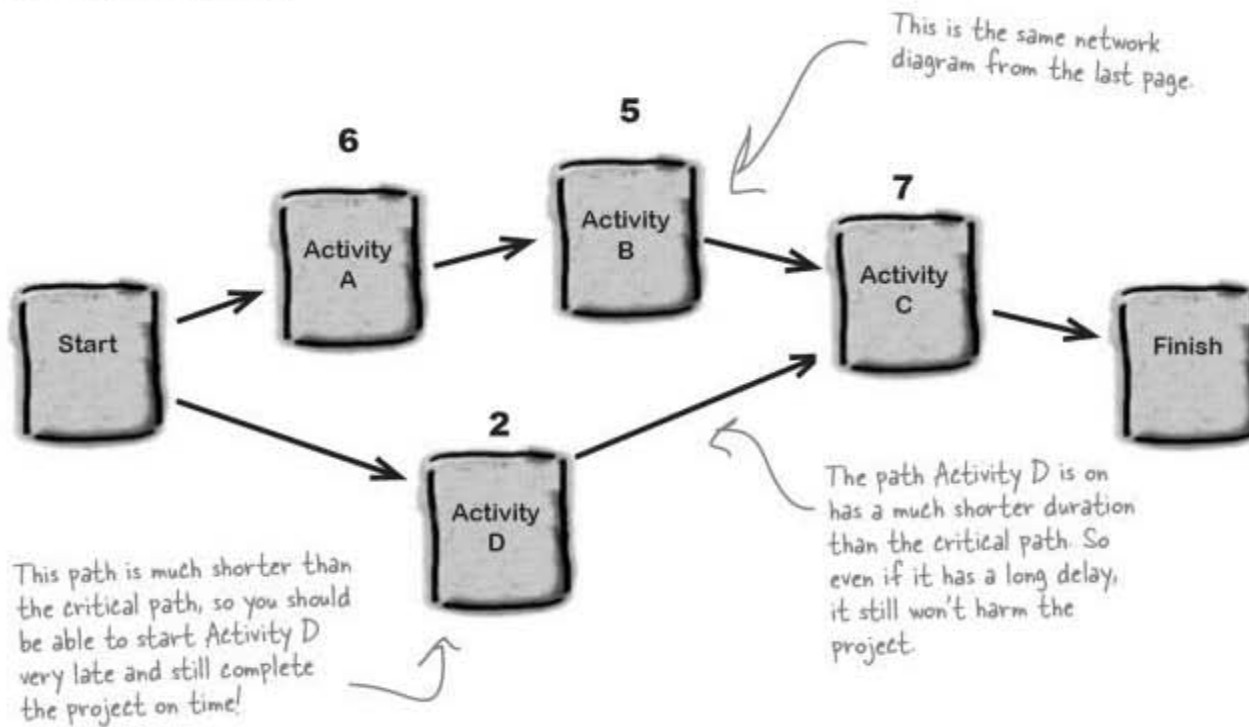 This is the same network
diagram from the last page.
6
5
7
Activity
A
Activity
B
Activity
C
Start
Finish
2
Activity
D
The path Activity D is on
has a much shorter duration
than the critical path. So
even if it has a long delay,
it still won't harm the
project.
This path is much shorter than
the critical path, so you should
be able to start Activity D
very late and still complete
the project on time!